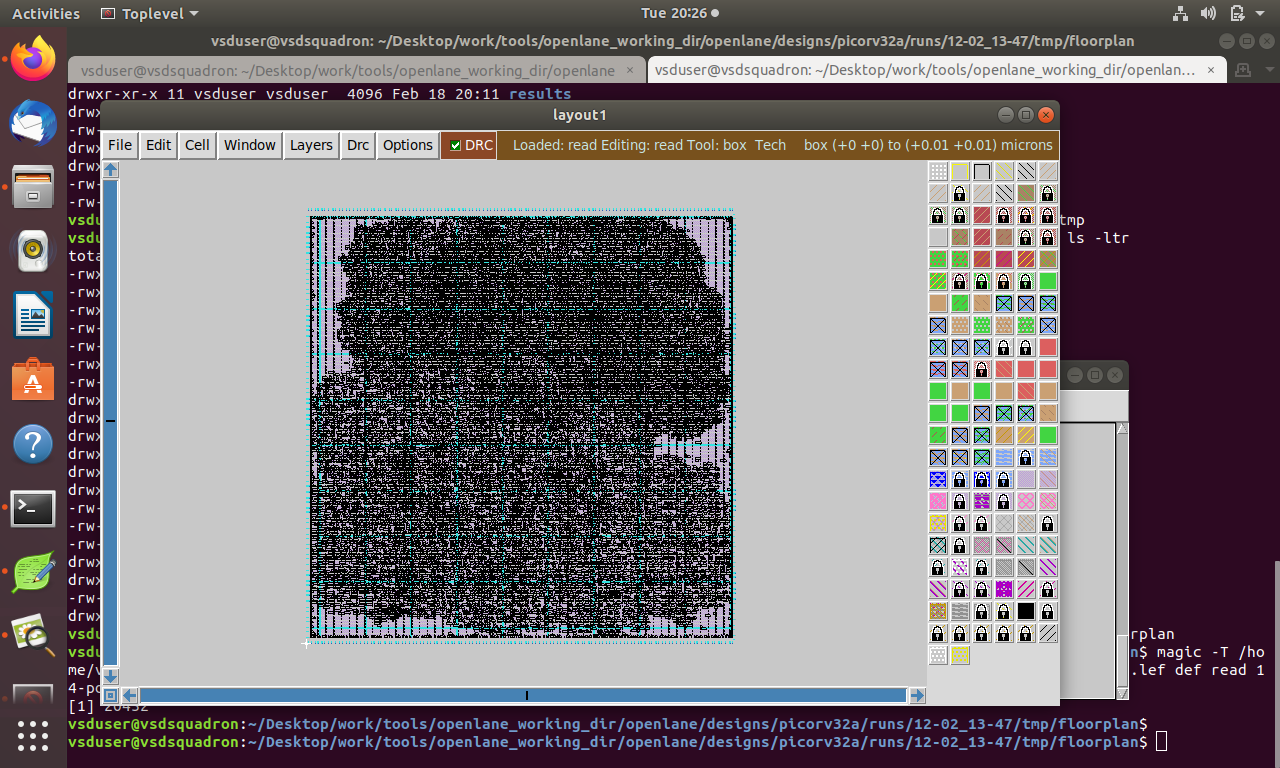 Activities Toplevel Tue 20:26
vsduser@vsdsquadron: ~/Desktop/work/tools/openlane_working_dir/openlane/designs/picorv32a/runs/12-02_13-47/tmp/floorplan
vsduser@vsdsquadron: ~/Desktop/work/tools/openlane_working_dir/openlane × vsduser@vsdsquadron: ~/Desktop/work/tools/openlane_working_dir/openlan… ×
drwxr-xr-x 11 vsduser vsduser 4096 Feb 18 20:11 results
drwx
layout1
-rw-
File Edit Cell Window Layers Drc Options DRC Loaded: read Editing: read Tool: box Tech box (+0 +0) to (+0.01 +0.01) microns
drwx
-rw-
drwx
-rw-
vsdu tmp
vsdu ls -ltr
tota
-rwx
-rw-
-rwx
-rw-
-rwx
-rw-
drwx
drwx
drwx
drwx
drwx
-rw-
-rw-
drwx
-rw-
-rwx
drwx
drwx
-rw-
vsdu rplan
vsdu n$ magic -T /ho
me/v .lef def read 1
4-po
[1] 20452
vsduser@vsdsquadron:~/Desktop/work/tools/openlane_working_dir/openlane/designs/picorv32a/runs/12-02_13-47/tmp/floorplan$
vsduser@vsdsquadron:~/Desktop/work/tools/openlane_working_dir/openlane/designs/picorv32a/runs/12-02_13-47/tmp/floorplan$